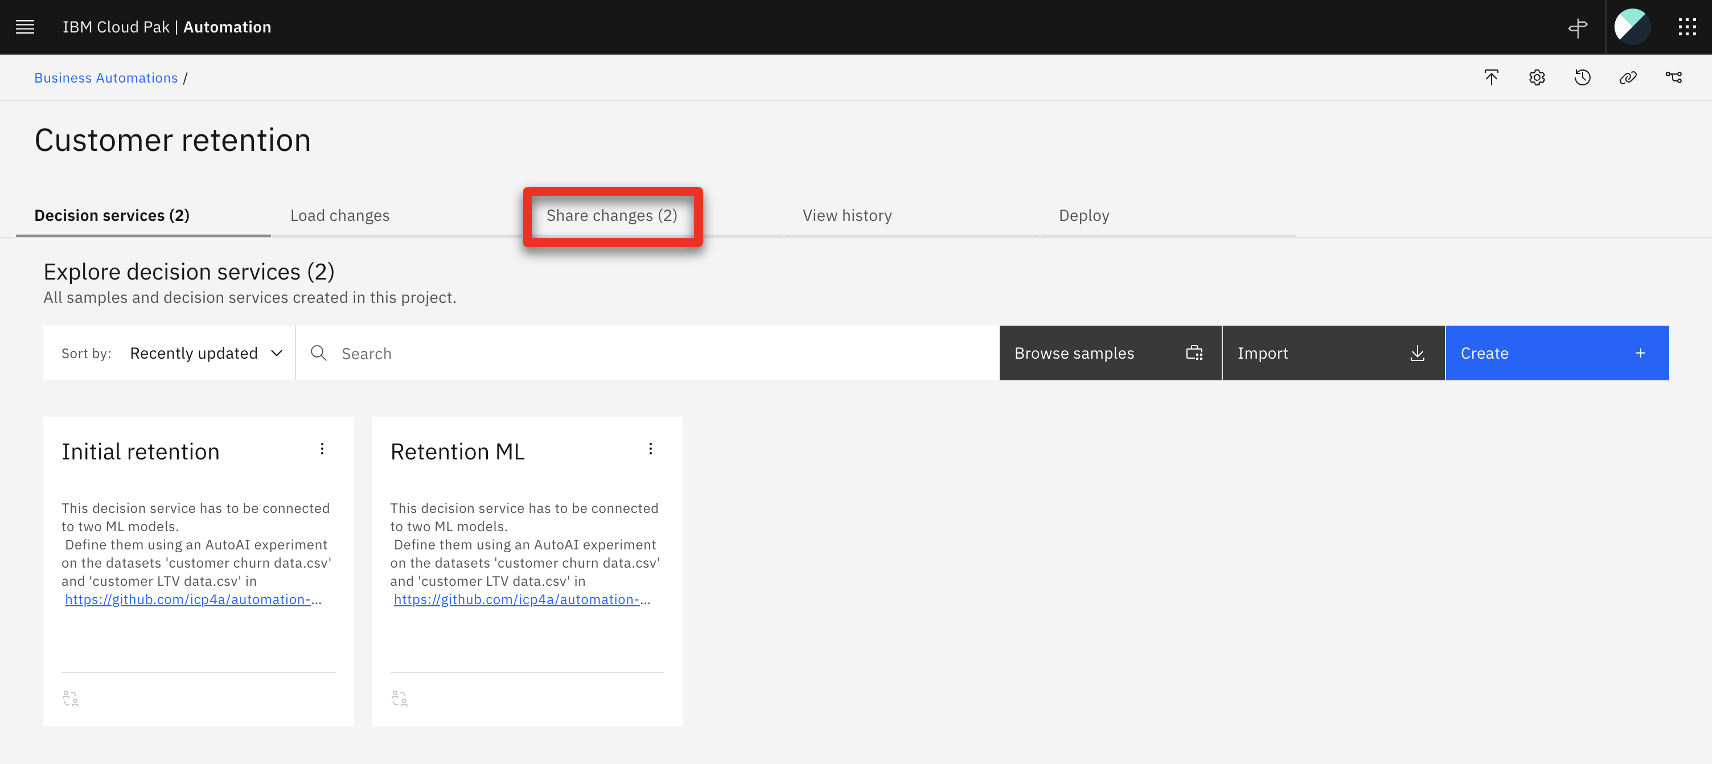 IBM Cloud Pak | Automation
Business Automations /
Customer retention
Decision services (2)
Load changes
Share changes (2)
View history
Deploy
Explore decision services (2)
All samples and decision services created in this project.
Sort by: Recently updated
Search
Browse samples
Import
Create
Initial retention
This decision service has to be connected
to two ML models.
Define them using an AutoAI experiment
on the datasets 'customer churn data.csv'
and 'customer LTV data.csv' in
https://github.com/icp4a/automation-...
Retention ML
This decision service has to be connected
to two ML models.
Define them using an AutoAI experiment
on the datasets 'customer churn data.csv'
and 'customer LTV data.csv' in
https://github.com/icp4a/automation-...